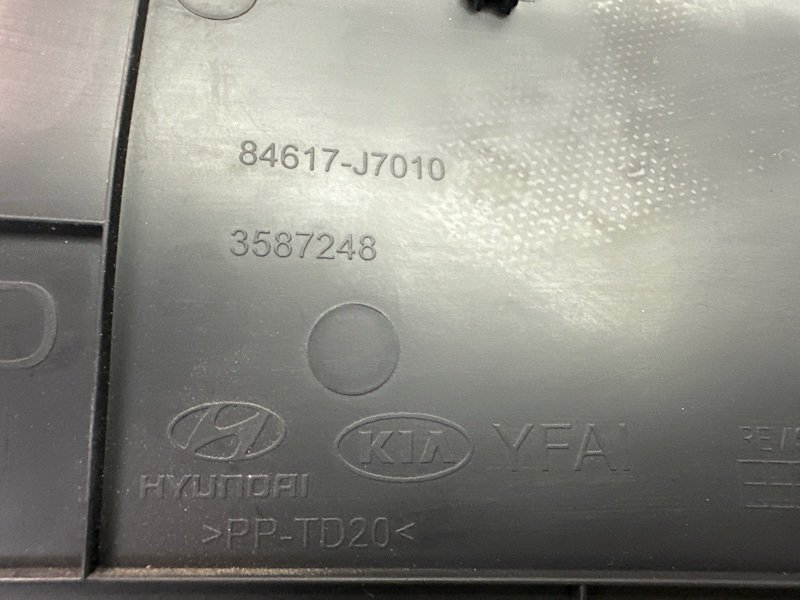 84617-J7010
3587248
HYUNDAI KIA YFAI
>PP-TD20<